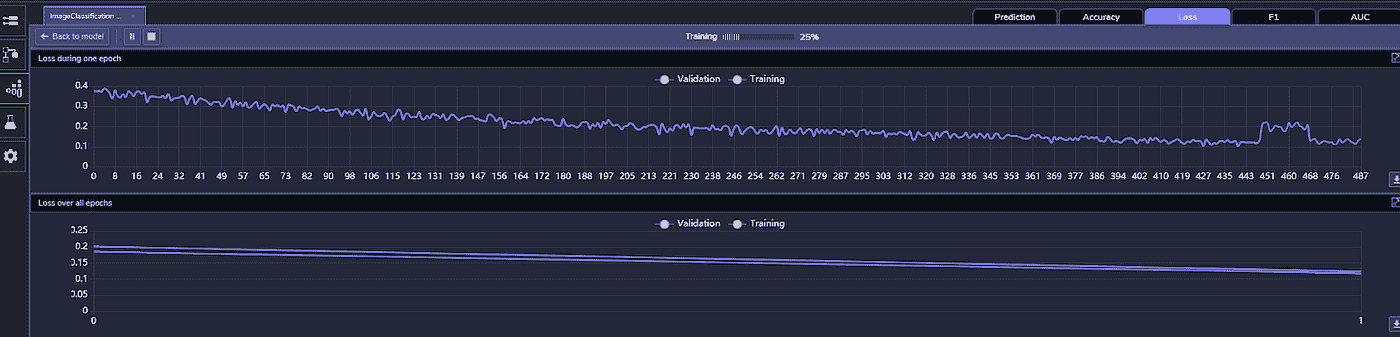 ImageClassification ...
Prediction Accuracy Loss F1 AUC
Back to model Training 25%
Loss during one epoch
Validation Training
0.4
0.3
0.2
0.1
0
0 8 16 24 32 41 49 57 65 73 82 90 98 106 115 123 131 139 147 156 164 172 180 188 197 205 213 221 230 238 246 254 262 271 279 287 295 303 312 320 328 336 345 353 361 369 378 386 394 402 410 419 427 435 443 451 460 468 476 487
Loss over all epochs
Validation Training
0.25
0.2
0.15
0.1
0.05
0
0 1